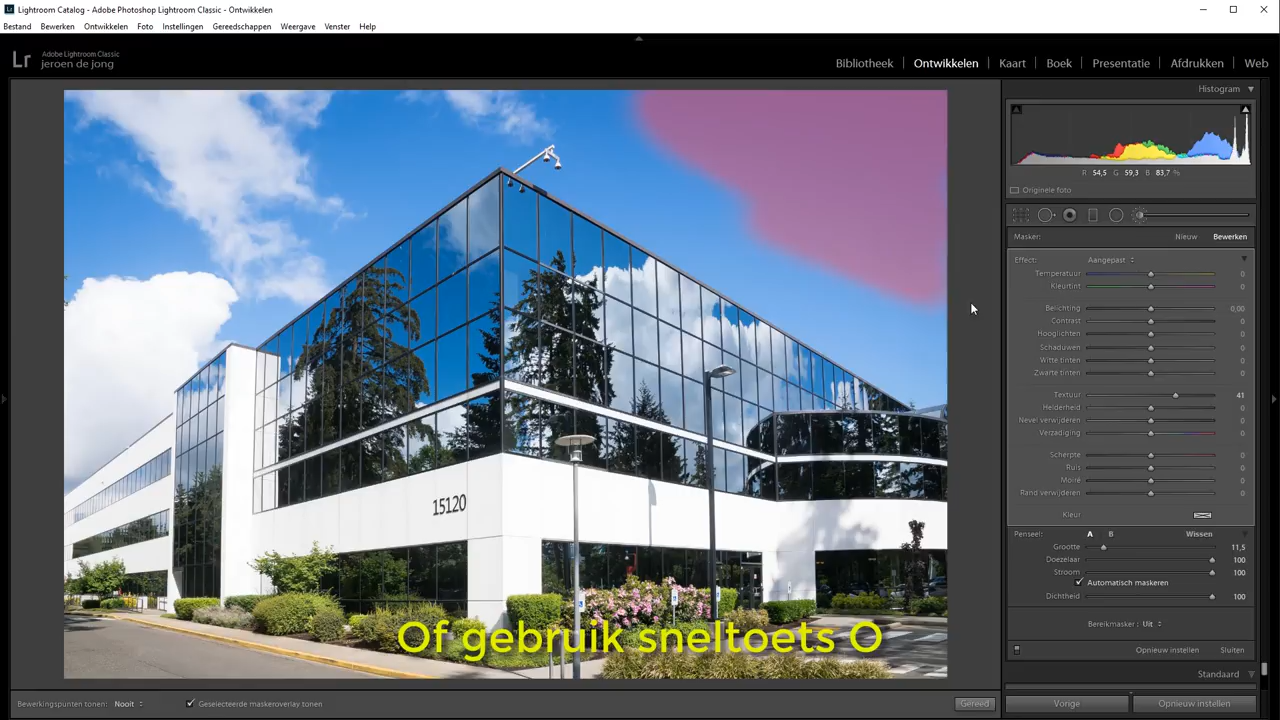 Lightroom Catalog - Adobe Photoshop Lightroom Classic - Ontwikkelen
Bestand Bewerken Ontwikkelen Foto Instellingen Gereedschappen Weergave Venster Help
Lr Adobe Lightroom Classic
jeroen de jong
Bibliotheek Ontwikkelen Kaart Boek Presentatie Afdrukken Web
Histogram
R 54,5 G 59,3 B 83,7 %
Originele foto
Masker: Nieuw Bewerken
Effect: Aangepast
Temperatuur 0
Kleurtint 0
Belichting 0,00
Contrast 0
Hooglichten 0
Schaduwen 0
Witte tinten 0
Zwarte tinten 0
Textuur 41
Helderheid 0
Nevel verwijderen 0
Verzadiging 0
Scherpte 0
Ruis 0
Moiré 0
Rand verwijderen 0
Kleur
Penseel: A B Wissen
Grootte 11,5
Doezelaar 100
Stroom 100
Automatisch maskeren
Dichtheid 100
Bereikmasker: Uit
Opnieuw instellen Sluiten
Standaard
15120
Of gebruik sneltoets O
Bewerkingspunten tonen: Nooit Geselecteerde maskeroverlay tonen Gereed
Vorige Opnieuw instellen